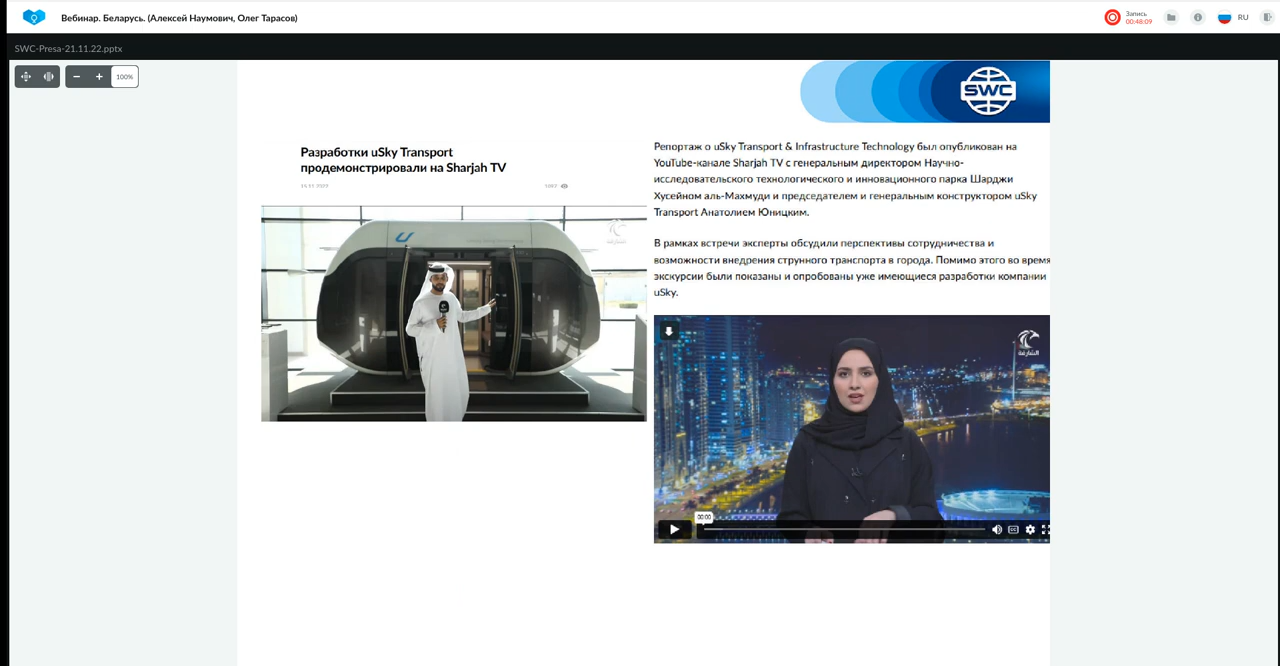 Вебинар. Беларусь. (Алексей Наумович, Олег Тарасов)
Запись
00:48:09
RU
SWC-Presa-21.11.22.pptx
100%
SWC
Разработки uSky Transport
продемонстрировали на Sharjah TV
Репортаж о uSky Transport & Infrastructure Technology был опубликован на
YouTube-канале Sharjah TV с генеральным директором Научно-
исследовательского технологического и инновационного парка Шарджи
Хусейном аль-Махмуди и председателем и генеральным конструктором uSky
Transport Анатолием Юницким.
В рамках встречи эксперты обсудили перспективы сотрудничества и
возможности внедрения струнного транспорта в города. Помимо этого во время
экскурсии были показаны и опробованы уже имеющиеся разработки компании
uSky.
الشارقة
00:00